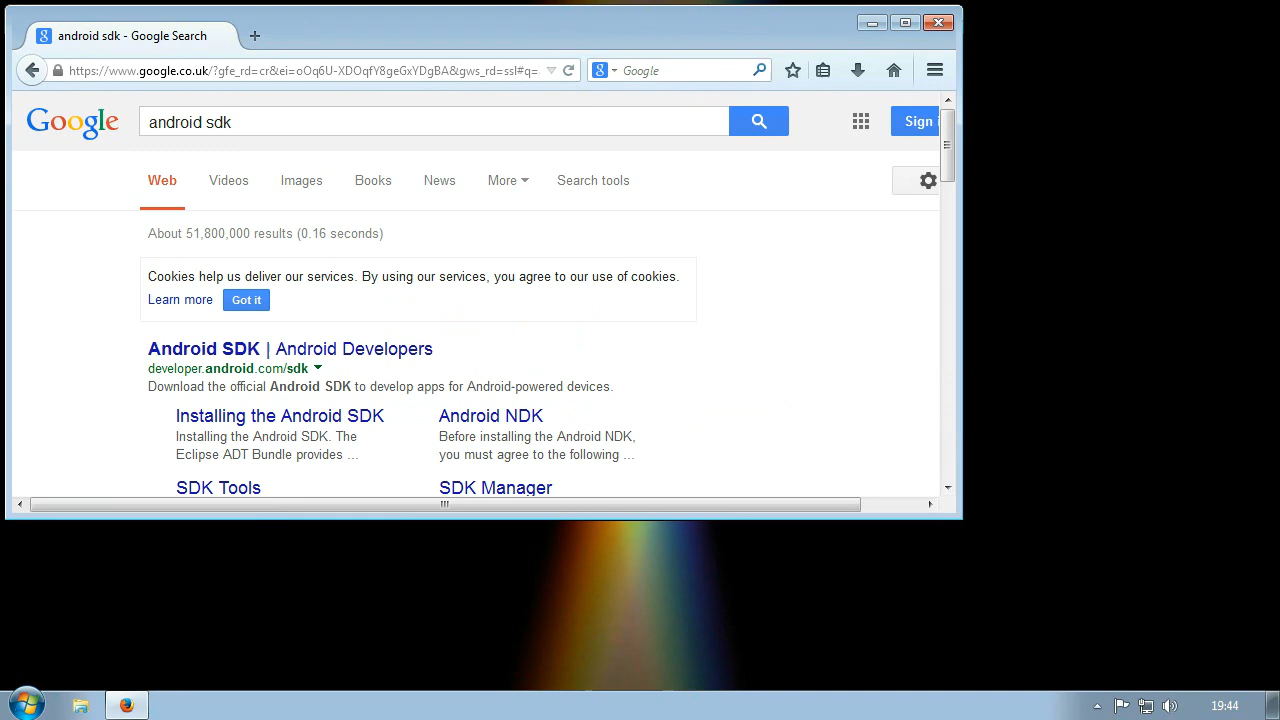 android sdk - Google Search
https://www.google.co.uk/?gfe_rd=cr&ei=oOq6U-XDOqfY8geGxYDgBA&gws_rd=ssl#q=
Google
Google
android sdk
Sign i
Web
Videos
Images
Books
News
More
Search tools
About 51,800,000 results (0.16 seconds)
Cookies help us deliver our services. By using our services, you agree to our use of cookies.
Learn more
Got it
Android SDK | Android Developers
developer.android.com/sdk
Download the official Android SDK to develop apps for Android-powered devices.
Installing the Android SDK
Installing the Android SDK. The
Eclipse ADT Bundle provides ...
Android NDK
Before installing the Android NDK,
you must agree to the following ...
SDK Tools
SDK Manager
19:44